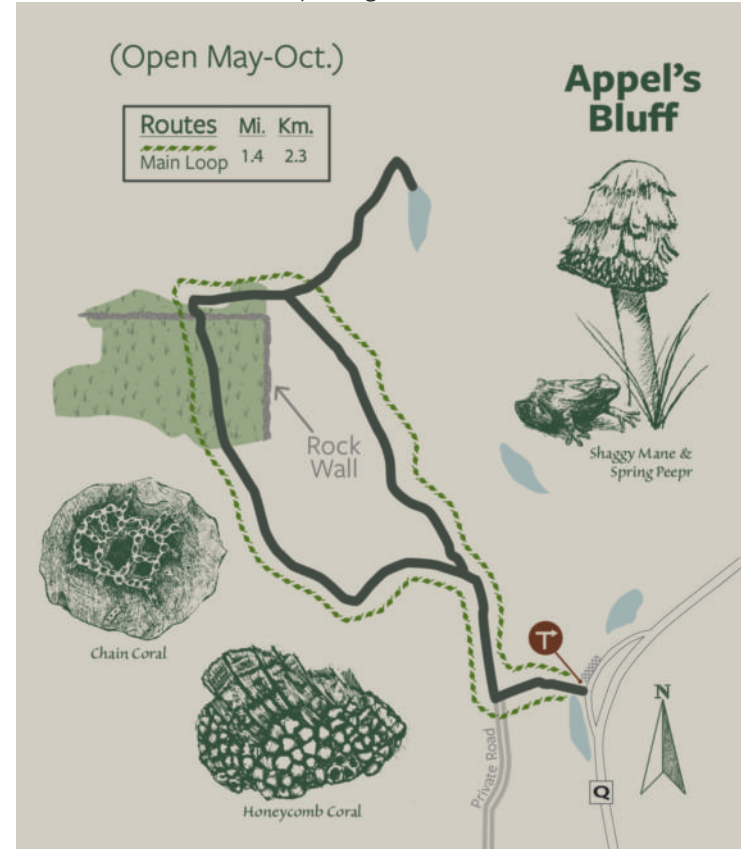 (Open May-Oct.)
Appel's
Bluff
Routes Mi. Km.
Main Loop 1.4 2.3
Rock
Wall
Shaggy Mane &
Spring Peepr
Chain Coral
T
Honeycomb Coral
Private Road
N
Q